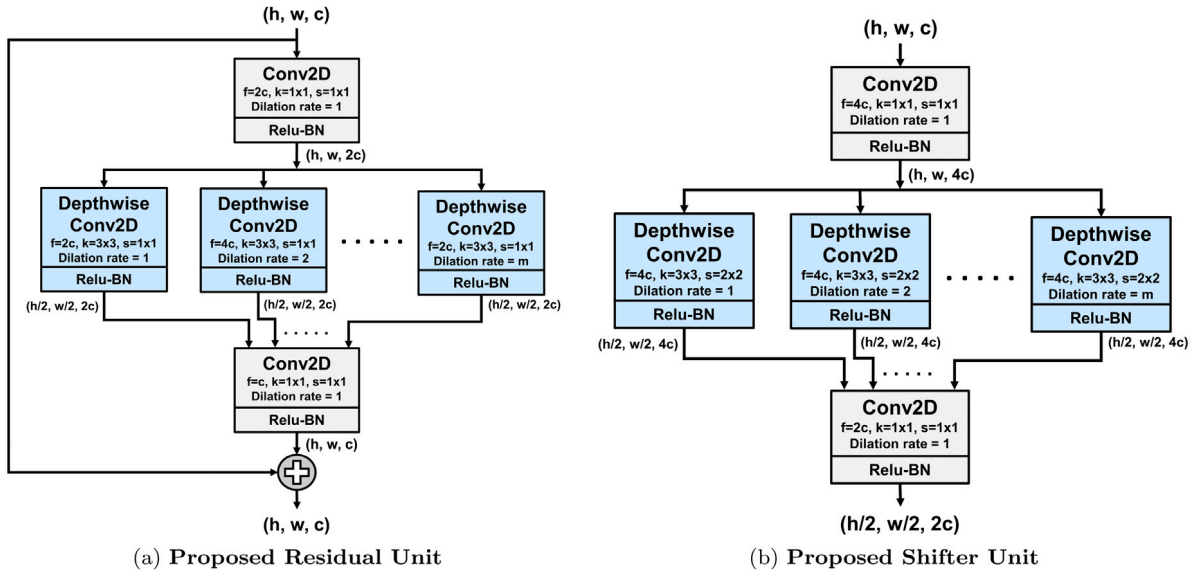 (h, w, c)
Conv2D
f=2c, k=1x1, s=1x1
Dilation rate = 1
Relu-BN
(h, w, 2c)
Depthwise
Conv2D
f=2c, k=3x3, s=1x1
Dilation rate = 1
Relu-BN
(h/2, w/2, 2c)
Depthwise
Conv2D
f=4c, k=3x3, s=1x1
Dilation rate = 2
Relu-BN
(h/2, w/2, 2c)
. . . . . .
Depthwise
Conv2D
f=2c, k=3x3, s=1x1
Dilation rate = m
Relu-BN
(h/2, w/2, 2c)
. . . . .
Conv2D
f=c, k=1x1, s=1x1
Dilation rate = 1
Relu-BN
(h, w, c)
(h, w, c)
(a) Proposed Residual Unit
(h, w, c)
Conv2D
f=4c, k=1x1, s=1x1
Dilation rate = 1
Relu-BN
(h, w, 4c)
Depthwise
Conv2D
f=4c, k=3x3, s=2x2
Dilation rate = 1
Relu-BN
(h/2, w/2, 4c)
Depthwise
Conv2D
f=4c, k=3x3, s=2x2
Dilation rate = 2
Relu-BN
(h/2, w/2, 4c)
. . . . .
Depthwise
Conv2D
f=4c, k=3x3, s=2x2
Dilation rate = m
Relu-BN
(h/2, w/2, 4c)
. . . . .
Conv2D
f=2c, k=1x1, s=1x1
Dilation rate = 1
Relu-BN
(h/2, w/2, 2c)
(b) Proposed Shifter Unit